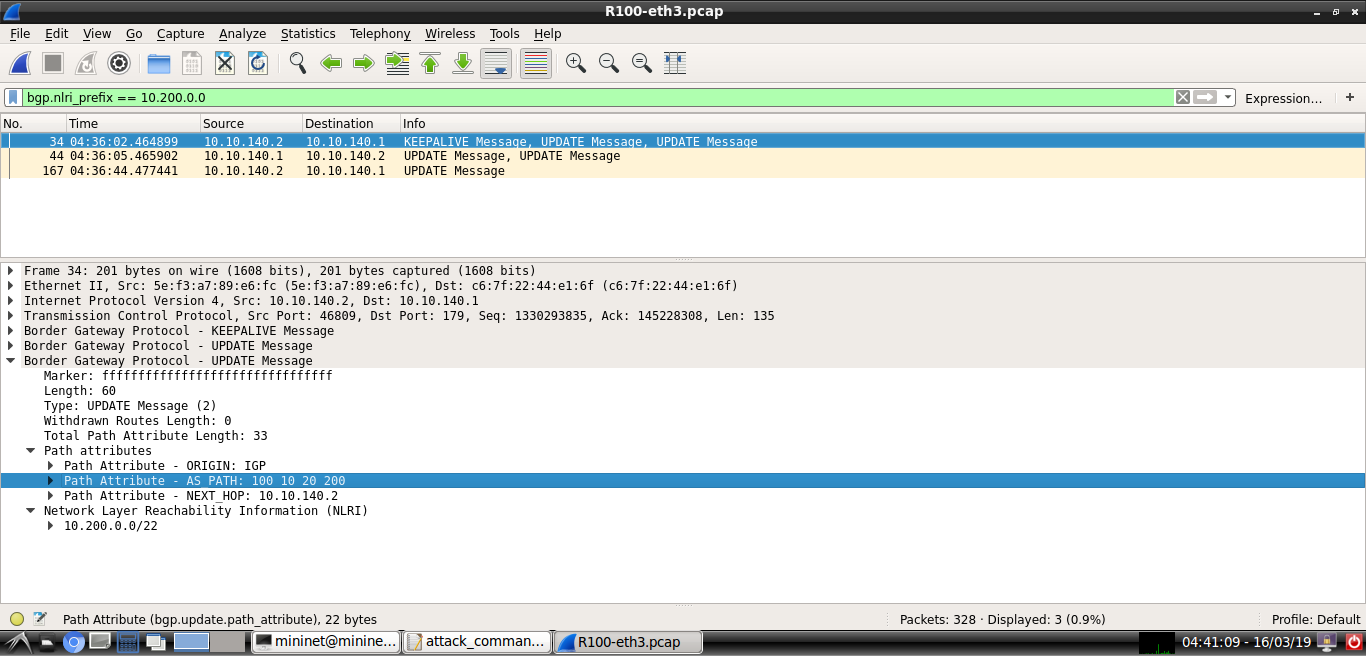 R100-eth3.pcap
File Edit View Go Capture Analyze Statistics Telephony Wireless Tools Help
bgp.nlri_prefix == 10.200.0.0 Expression... +
No. Time Source Destination Info
34 04:36:02.464899 10.10.140.2 10.10.140.1 KEEPALIVE Message, UPDATE Message, UPDATE Message
44 04:36:05.465902 10.10.140.1 10.10.140.2 UPDATE Message, UPDATE Message
167 04:36:44.477441 10.10.140.2 10.10.140.1 UPDATE Message
Frame 34: 201 bytes on wire (1608 bits), 201 bytes captured (1608 bits)
Ethernet II, Src: 5e:f3:a7:89:e6:fc (5e:f3:a7:89:e6:fc), Dst: c6:7f:22:44:e1:6f (c6:7f:22:44:e1:6f)
Internet Protocol Version 4, Src: 10.10.140.2, Dst: 10.10.140.1
Transmission Control Protocol, Src Port: 46809, Dst Port: 179, Seq: 1330293835, Ack: 145228308, Len: 135
Border Gateway Protocol - KEEPALIVE Message
Border Gateway Protocol - UPDATE Message
Border Gateway Protocol - UPDATE Message
Marker: ffffffffffffffffffffffffffffffff
Length: 60
Type: UPDATE Message (2)
Withdrawn Routes Length: 0
Total Path Attribute Length: 33
Path attributes
Path Attribute - ORIGIN: IGP
Path Attribute - AS_PATH: 100 10 20 200
Path Attribute - NEXT_HOP: 10.10.140.2
Network Layer Reachability Information (NLRI)
10.200.0.0/22
Path Attribute (bgp.update.path_attribute), 22 bytes Packets: 328 · Displayed: 3 (0.9%) Profile: Default
mininet@minine... attack_comman... R100-eth3.pcap 04:41:09 - 16/03/19